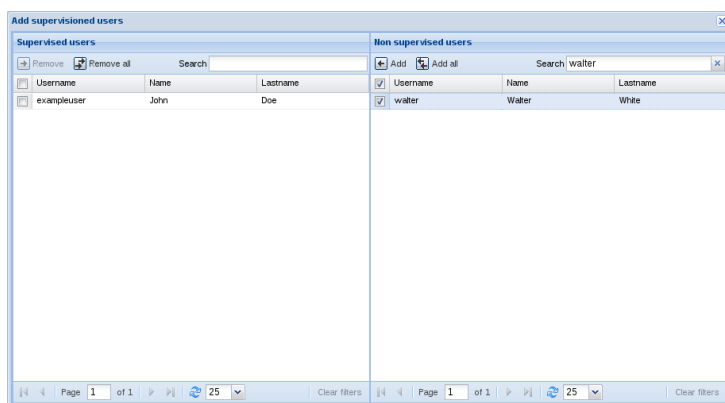 Add supervisioned users
Supervised users
Remove Remove all Search
Username Name Lastname
exampleuser John Doe
Page 1 of 1 25 Clear filters
Non supervised users
Add Add all Search walter
Username Name Lastname
walter Walter White
Page 1 of 1 25 Clear filters